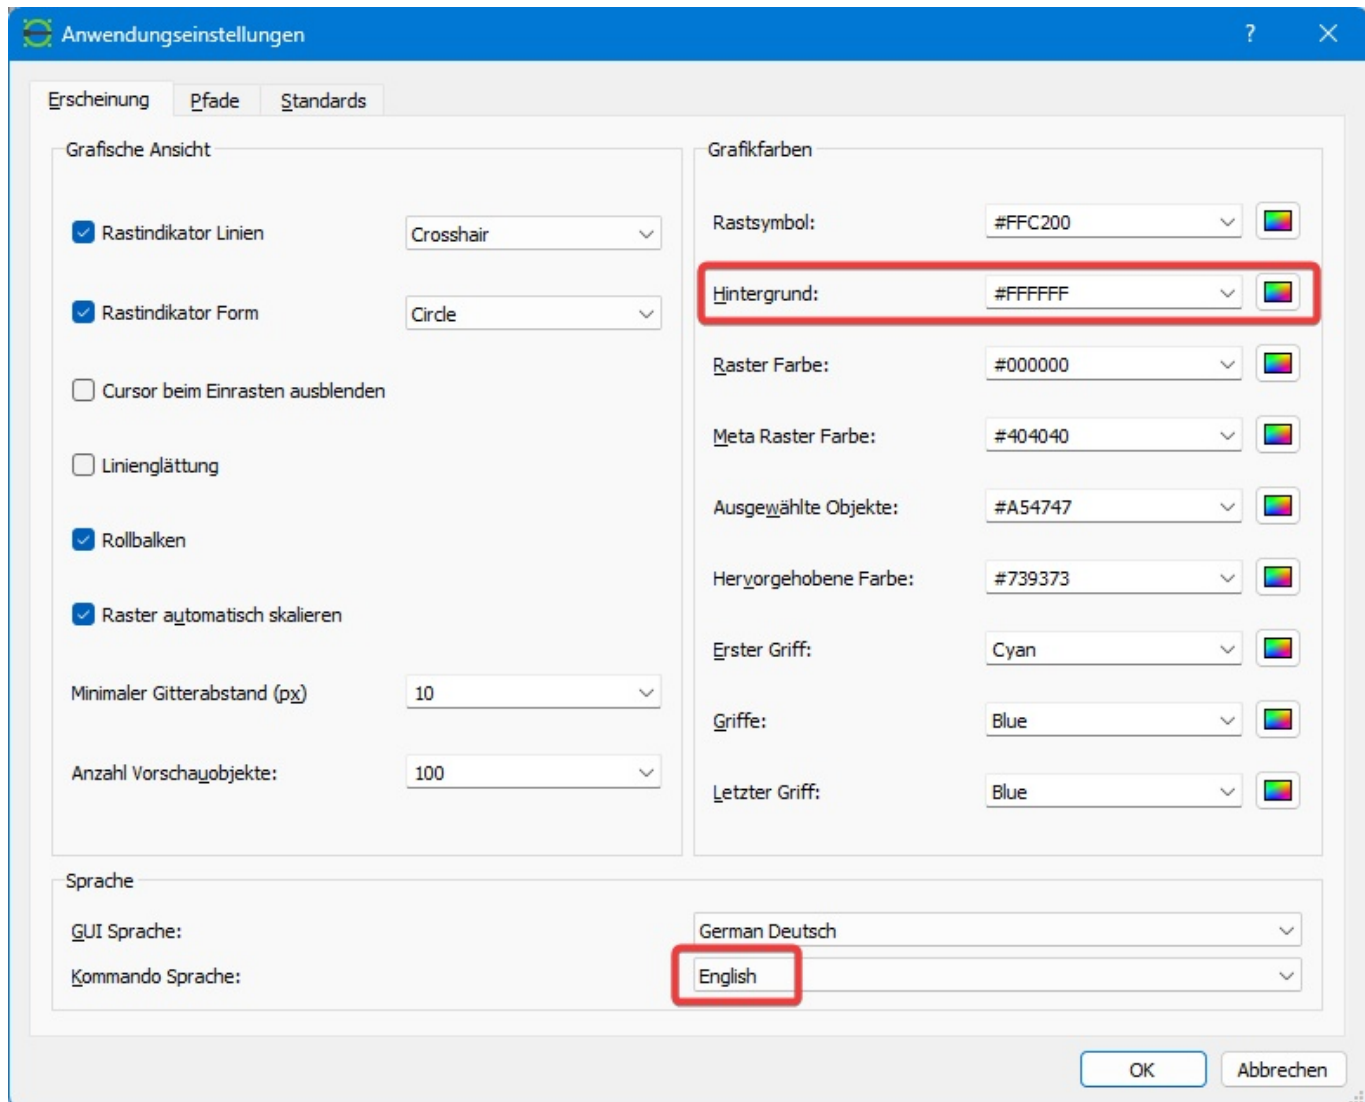 Anwendungseinstellungen ?
Erscheinung Pfade Standards
Grafische Ansicht
Rastindikator Linien Crosshair
Rastindikator Form Circle
Cursor beim Einrasten ausblenden
Linienglättung
Rollbalken
Raster automatisch skalieren
Minimaler Gitterabstand (px) 10
Anzahl Vorschauobjekte: 100
Grafikfarben
Rastsymbol: #FFC200
Hintergrund: #FFFFFF
Raster Farbe: #000000
Meta Raster Farbe: #404040
Ausgewählte Objekte: #A54747
Hervorgehobene Farbe: #739373
Erster Griff: Cyan
Griffe: Blue
Letzter Griff: Blue
Sprache
GUI Sprache: German Deutsch
Kommando Sprache: English
OK Abbrechen